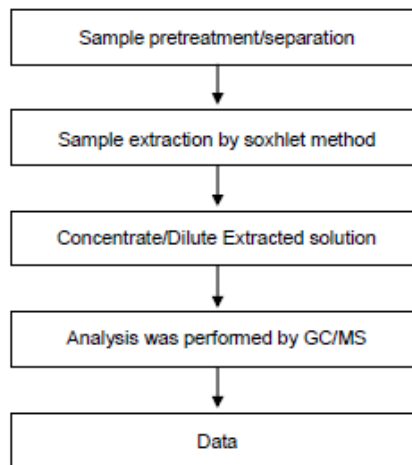 Sample pretreatment/separation
Sample extraction by soxhlet method
Concentrate/Dilute Extracted solution
Analysis was performed by GC/MS
Data